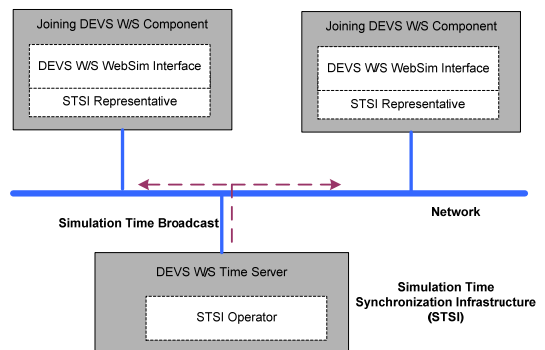 Joining DEVS W/S Component
DEVS W/S WebSim Interface
STSI Representative
Joining DEVS W/S Component
DEVS W/S WebSim Interface
STSI Representative
Simulation Time Broadcast
Network
DEVS W/S Time Server
STSI Operator
Simulation Time
Synchronization Infrastructure
(STSI)